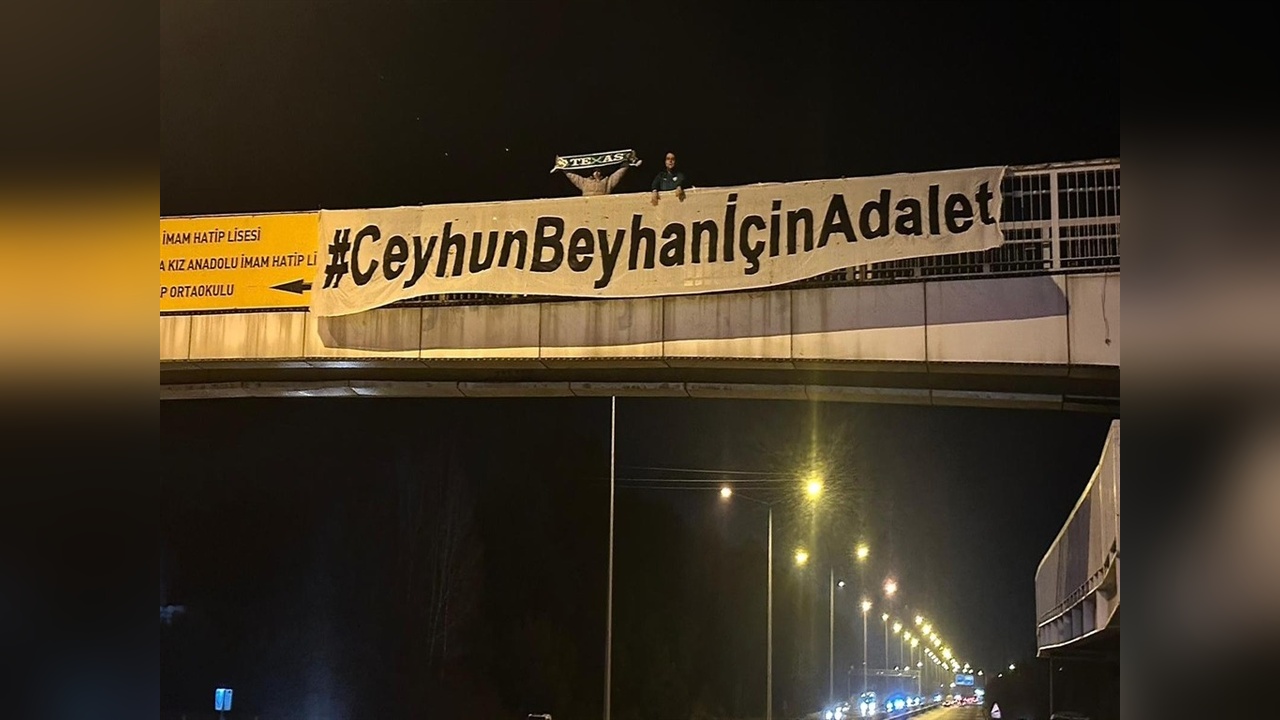 TEXAS
#CeyhunBeyhanİçinAdalet
İMAM HATİP LİSESİ
A KIZ ANADOLU İMAM HATİP Lİ
P ORTAOKULU